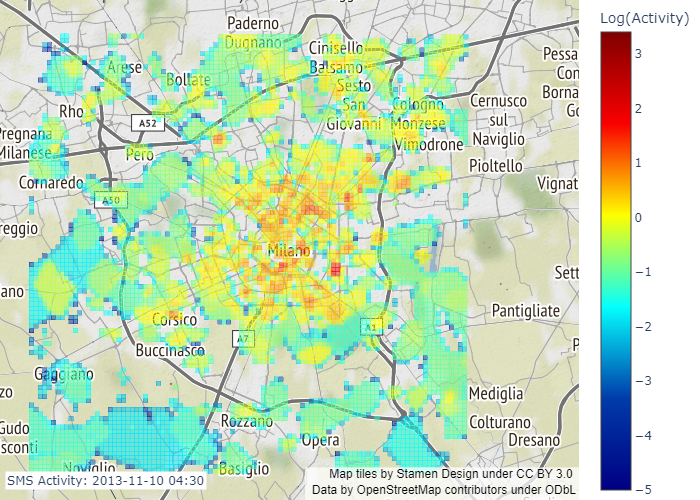 Log(Activity)
Paderno
Dugnano
Cinisello
Balsamo
Arese
Bollate
Sesto
San
Giovanni
Cologno
Monzese
Cernusco
sul
Naviglio
Rho
A52
Pero
Vimodrone
Pioltello
Cornaredo
A50
Milano
Corsico
Buccinasco
A7
A1
Pantigliate
Gaggiano
Mediglia
Colturano
Dresano
Rozzano
Opera
Noviglio
Basiglio
Pregnana
Milanese
reggio
ano
zo
Gudo
sconti
Pessa
Con
Borna
Go
Vignat
Sett
P
3
2
1
0
−1
−2
−3
−4
−5
SMS Activity: 2013-11-10 04:30
Map tiles by Stamen Design under CC BY 3.0
Data by OpenStreetMap contributors under ODbL